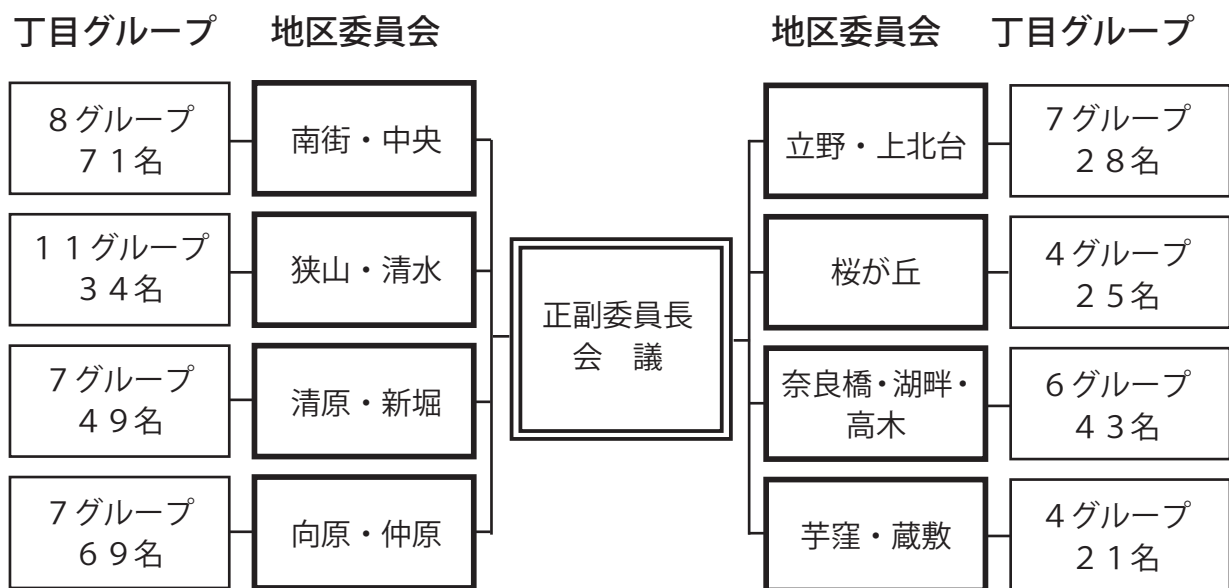 丁目グループ 地区委員会 地区委員会 丁目グループ
8グループ
71名
南街・中央
11グループ
34名
狭山・清水
7グループ
49名
清原・新堀
7グループ
69名
向原・仲原
正副委員長
会　議
立野・上北台
7グループ
28名
桜が丘
4グループ
25名
奈良橋・湖畔・
高木
6グループ
43名
芋窪・蔵敷
4グループ
21名